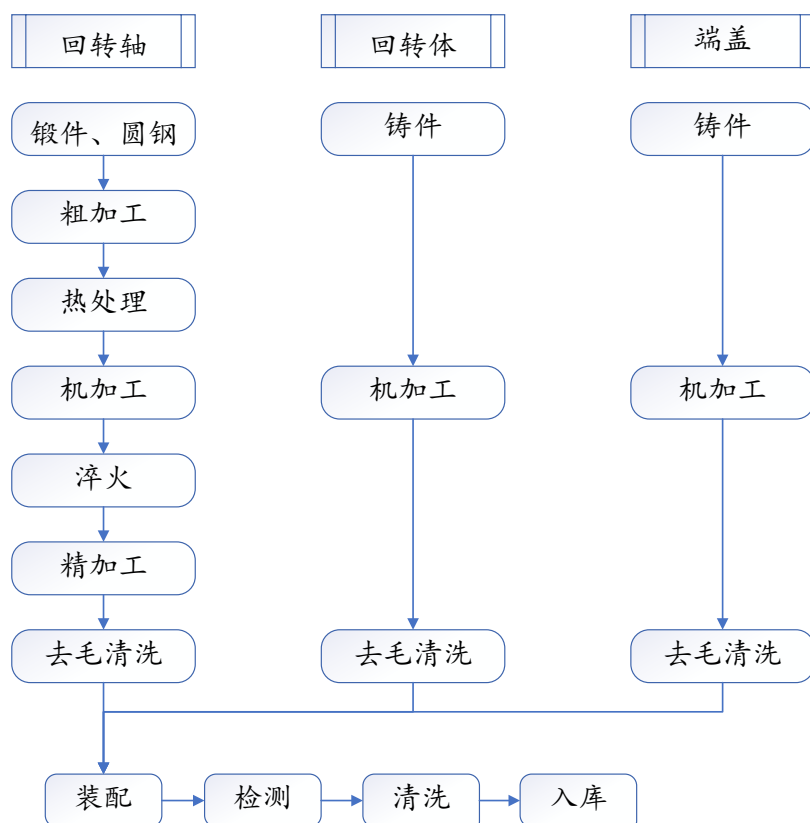 回转轴
回转体
端盖
锻件、圆钢
铸件
铸件
粗加工
热处理
机加工
机加工
机加工
淬火
精加工
去毛清洗
去毛清洗
去毛清洗
装配
检测
清洗
入库